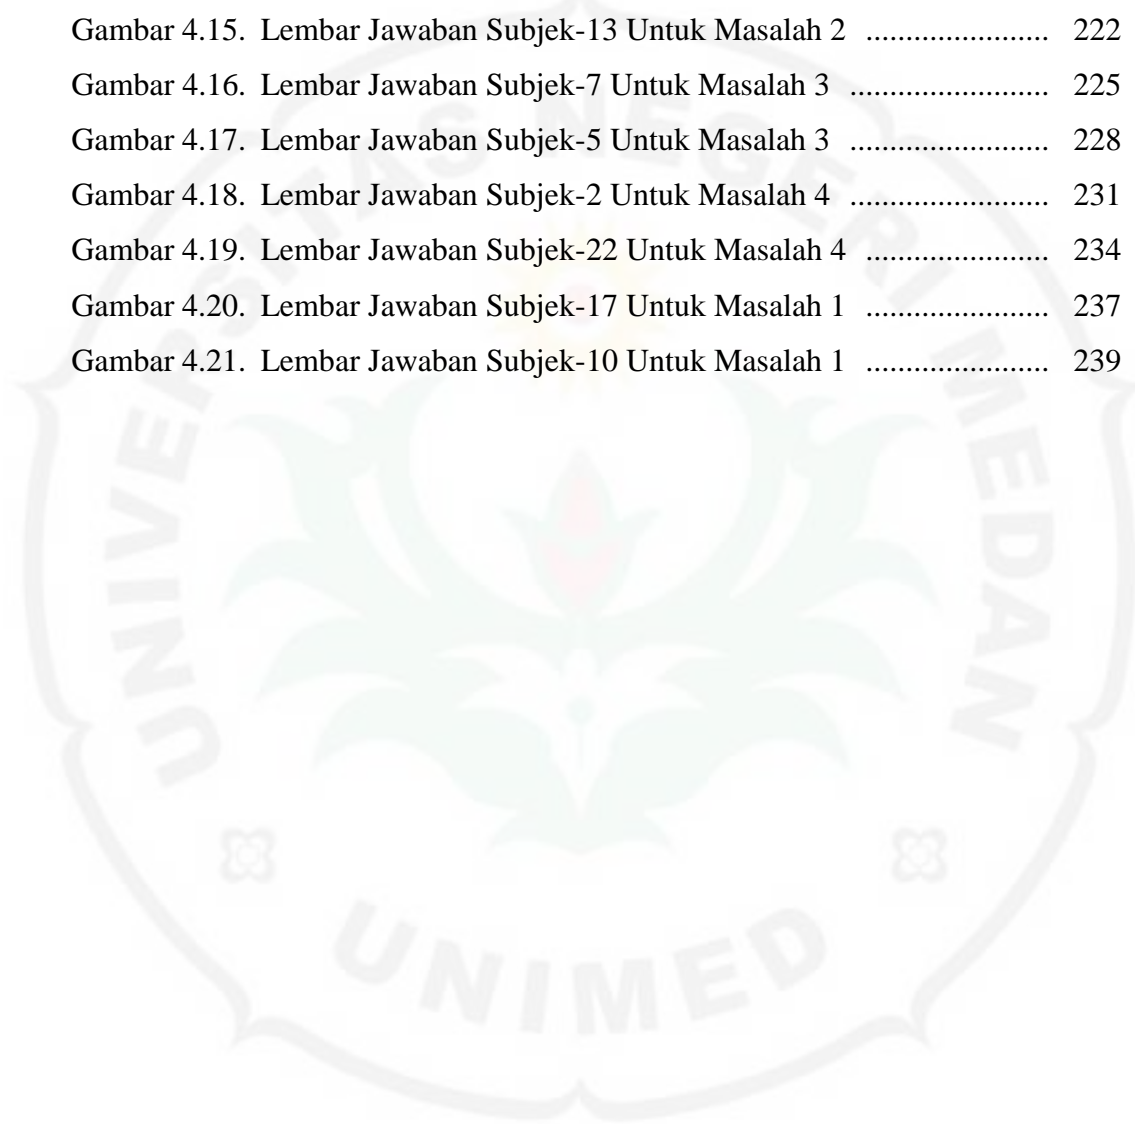 Gambar 4.15. Lembar Jawaban Subjek-13 Untuk Masalah 2 ...................... 222
Gambar 4.16. Lembar Jawaban Subjek-7 Untuk Masalah 3 ........................ 225
Gambar 4.17. Lembar Jawaban Subjek-5 Untuk Masalah 3 ........................ 228
Gambar 4.18. Lembar Jawaban Subjek-2 Untuk Masalah 4 ........................ 231
Gambar 4.19. Lembar Jawaban Subjek-22 Untuk Masalah 4 ...................... 234
Gambar 4.20. Lembar Jawaban Subjek-17 Untuk Masalah 1 ...................... 237
Gambar 4.21. Lembar Jawaban Subjek-10 Untuk Masalah 1 ...................... 239
UNIVERSITAS NEGERI MEDAN
UNIMED